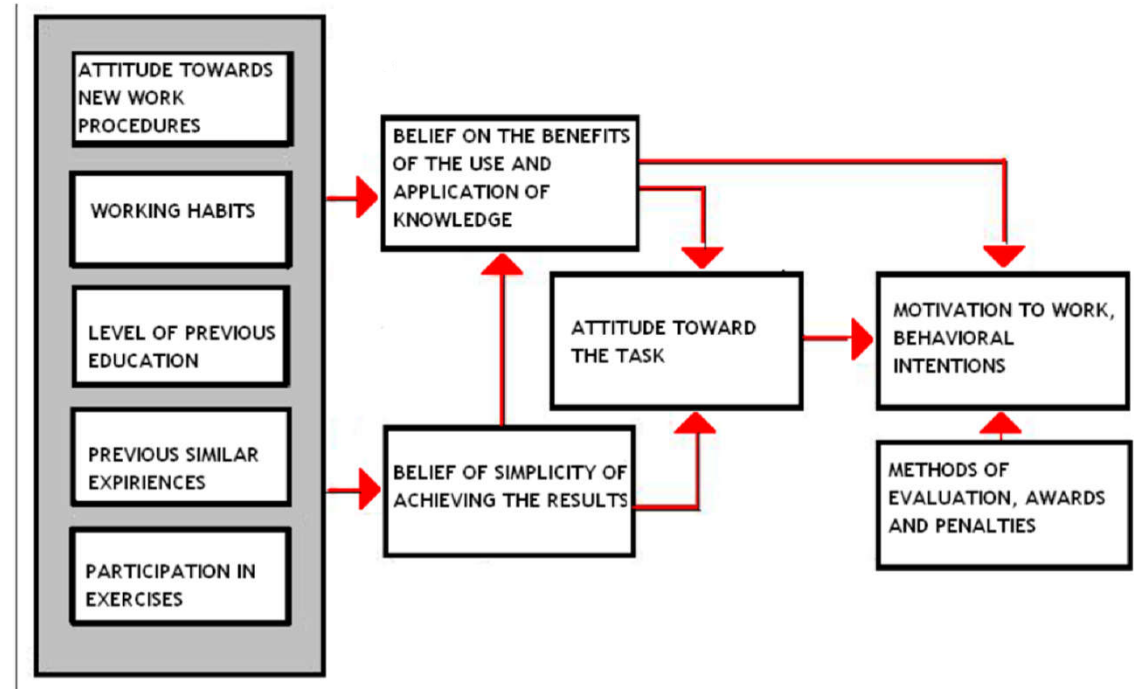 ATTITUDE TOWARDS
NEW WORK
PROCEDURES
WORKING HABITS
LEVEL OF PREVIOUS
EDUCATION
PREVIOUS SIMILAR
EXPIRIENCES
PARTICIPATION IN
EXERCISES
BELIEF ON THE BENEFITS
OF THE USE AND
APPLICATION OF
KNOWLEDGE
BELIEF OF SIMPLICITY OF
ACHIEVING THE RESULTS
ATTITUDE TOWARD
THE TASK
MOTIVATION TO WORK,
BEHAVIORAL
INTENTIONS
METHODS OF
EVALUATION, AWARDS
AND PENALTIES